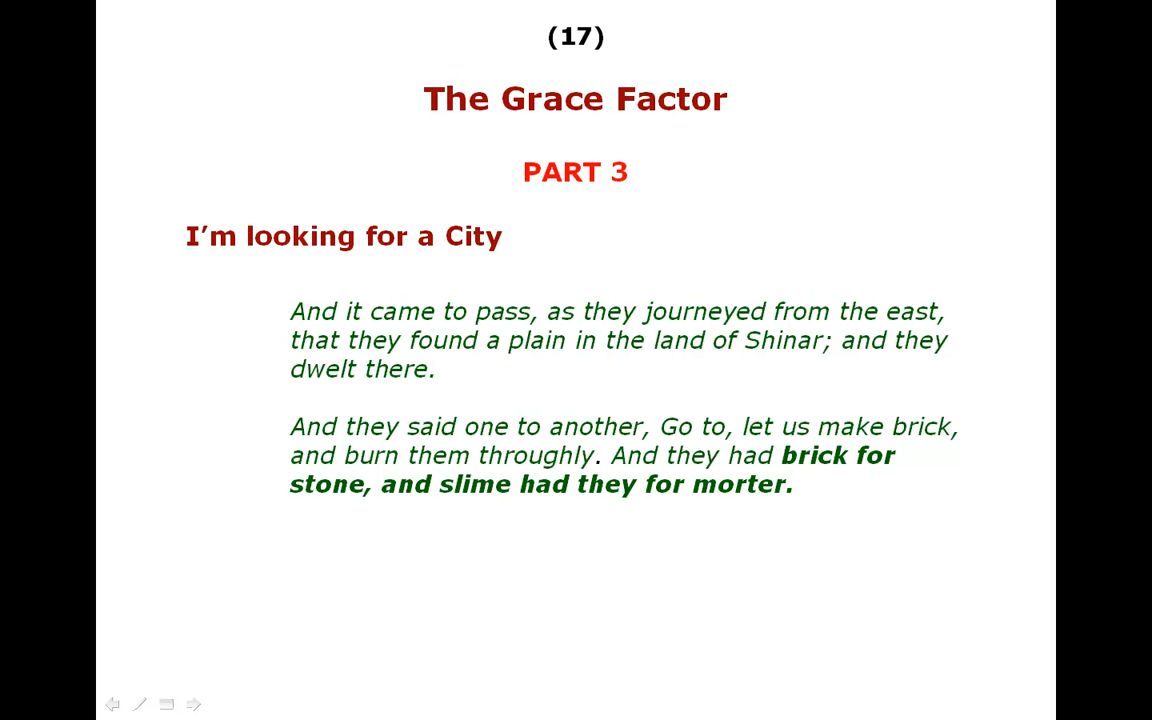 (17)
The Grace Factor
PART 3
I’m looking for a City
And it came to pass, as they journeyed from the east,
that they found a plain in the land of Shinar; and they
dwelt there.
And they said one to another, Go to, let us make brick,
and burn them throughly. And they had brick for
stone, and slime had they for morter.